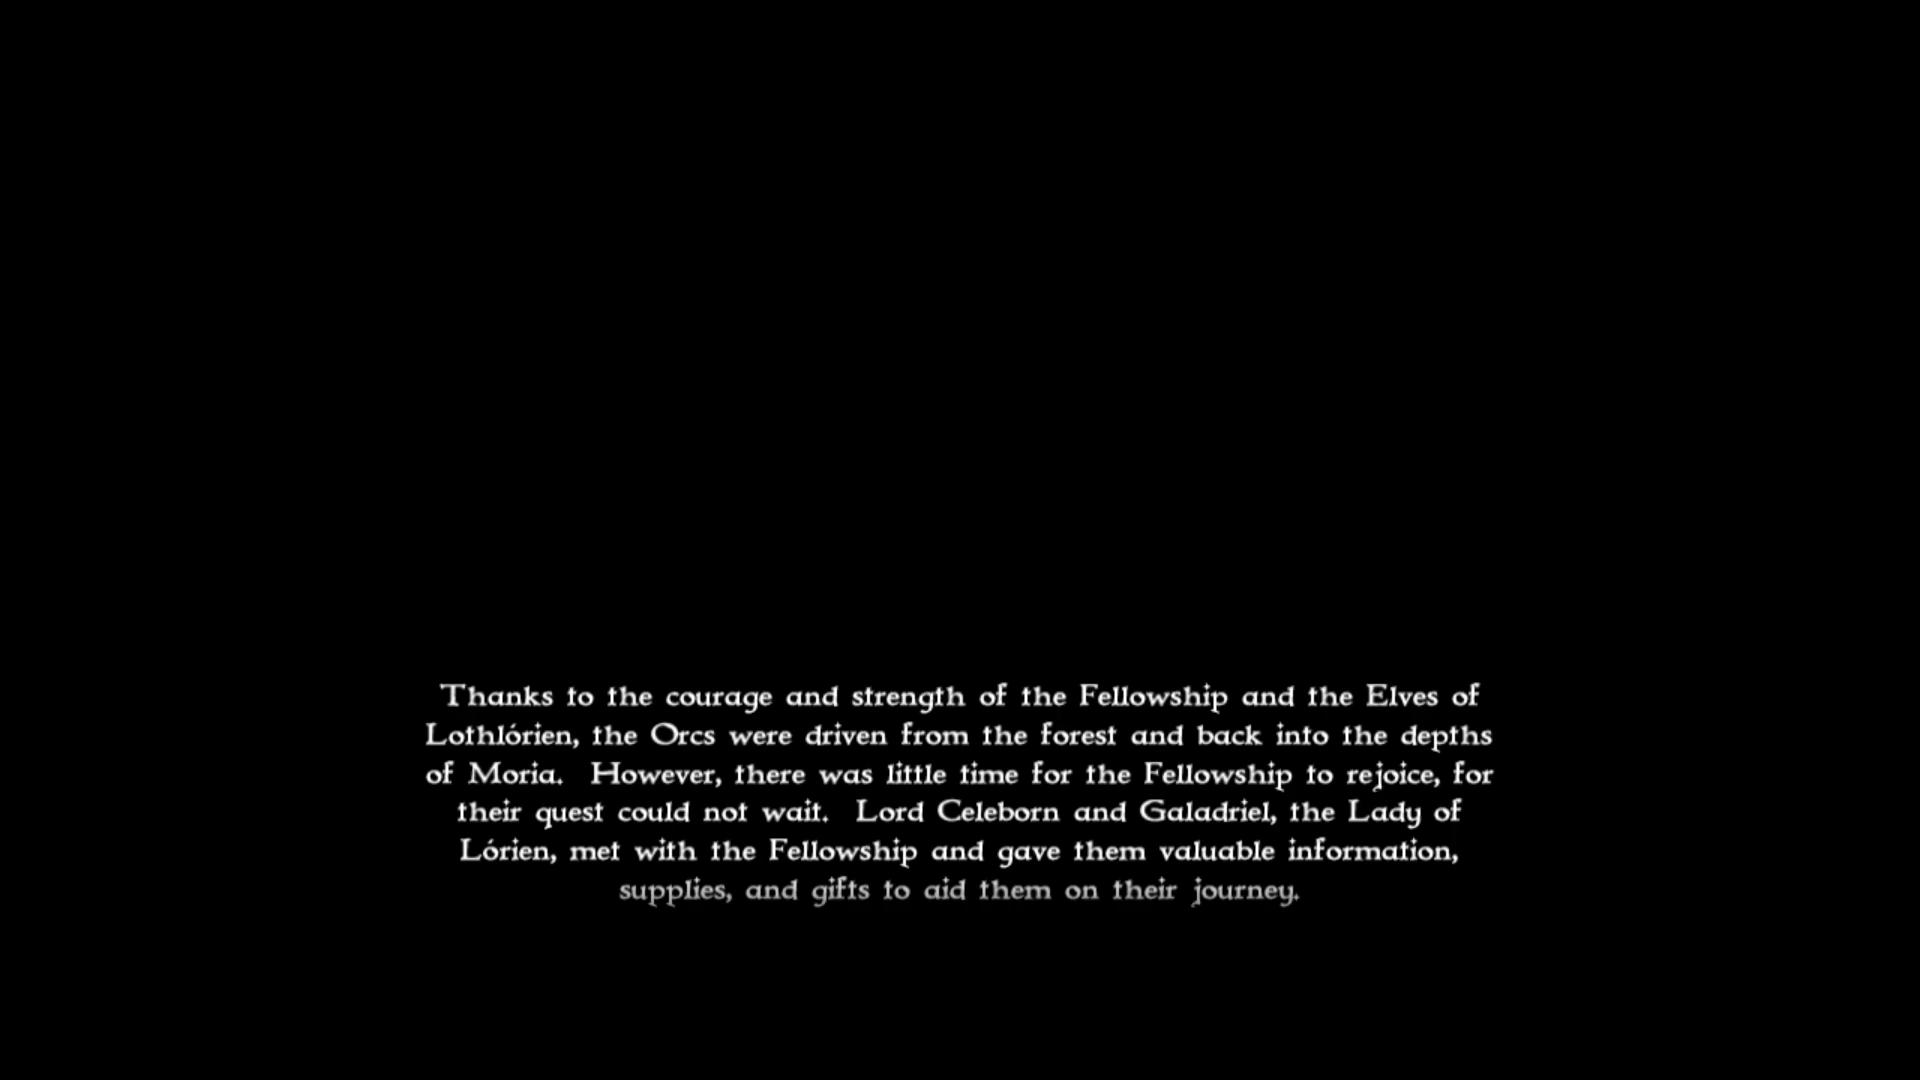 Thanks to the courage and strength of the Fellowship and the Elves of
Lothlórien, the Orcs were driven from the forest and back into the depths
of Moria.  However, there was little time for the Fellowship to rejoice, for
their quest could not wait.  Lord Celeborn and Galadriel, the Lady of
Lórien, met with the Fellowship and gave them valuable information,
supplies, and gifts to aid them on their journey.